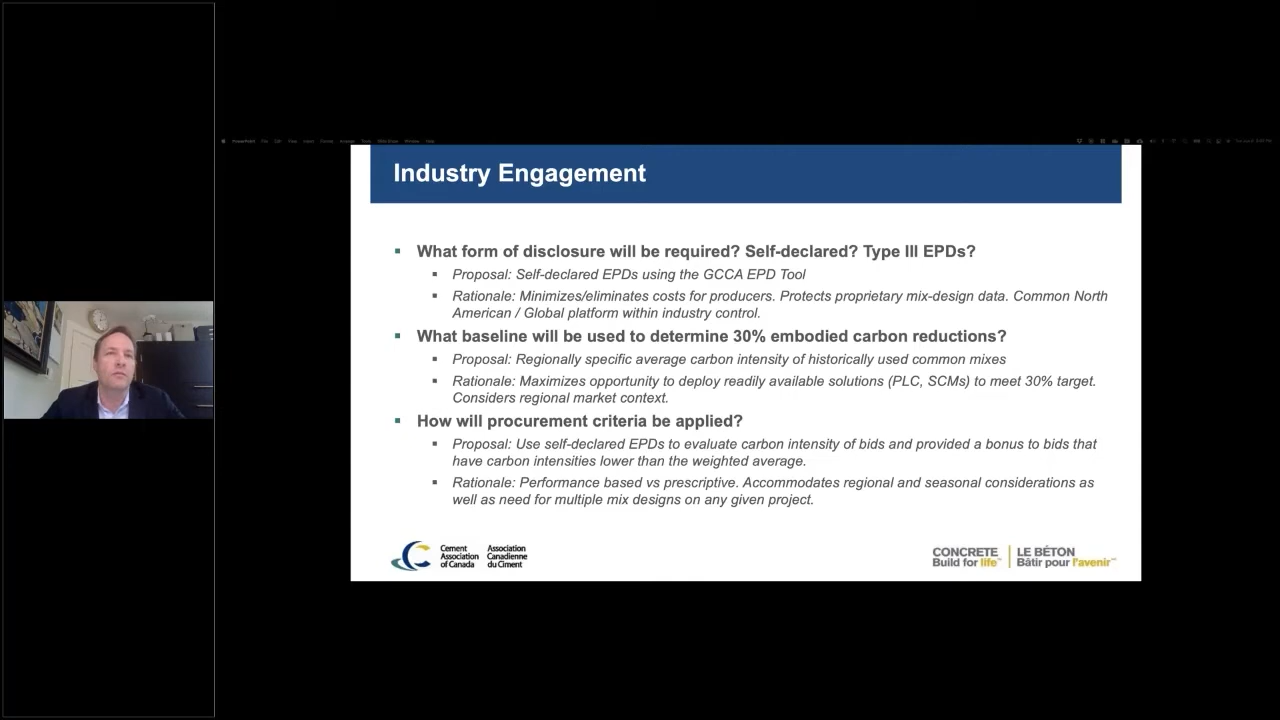 Industry Engagement
What form of disclosure will be required? Self-declared? Type III EPDs?
Proposal: Self-declared EPDs using the GCCA EPD Tool
Rationale: Minimizes/eliminates costs for producers. Protects proprietary mix-design data. Common North
American / Global platform within industry control.
What baseline will be used to determine 30% embodied carbon reductions?
Proposal: Regionally specific average carbon intensity of historically used common mixes
Rationale: Maximizes opportunity to deploy readily available solutions (PLC, SCMs) to meet 30% target.
Considers regional market context.
How will procurement criteria be applied?
Proposal: Use self-declared EPDs to evaluate carbon intensity of bids and provided a bonus to bids that
have carbon intensities lower than the weighted average.
Rationale: Performance based vs prescriptive. Accommodates regional and seasonal considerations as
well as need for multiple mix designs on any given project.
Cement
Association
of Canada
Association
Canadienne
du Ciment
CONCRETE
Build for life
LE BÉTON
Bâtir pour l'avenir